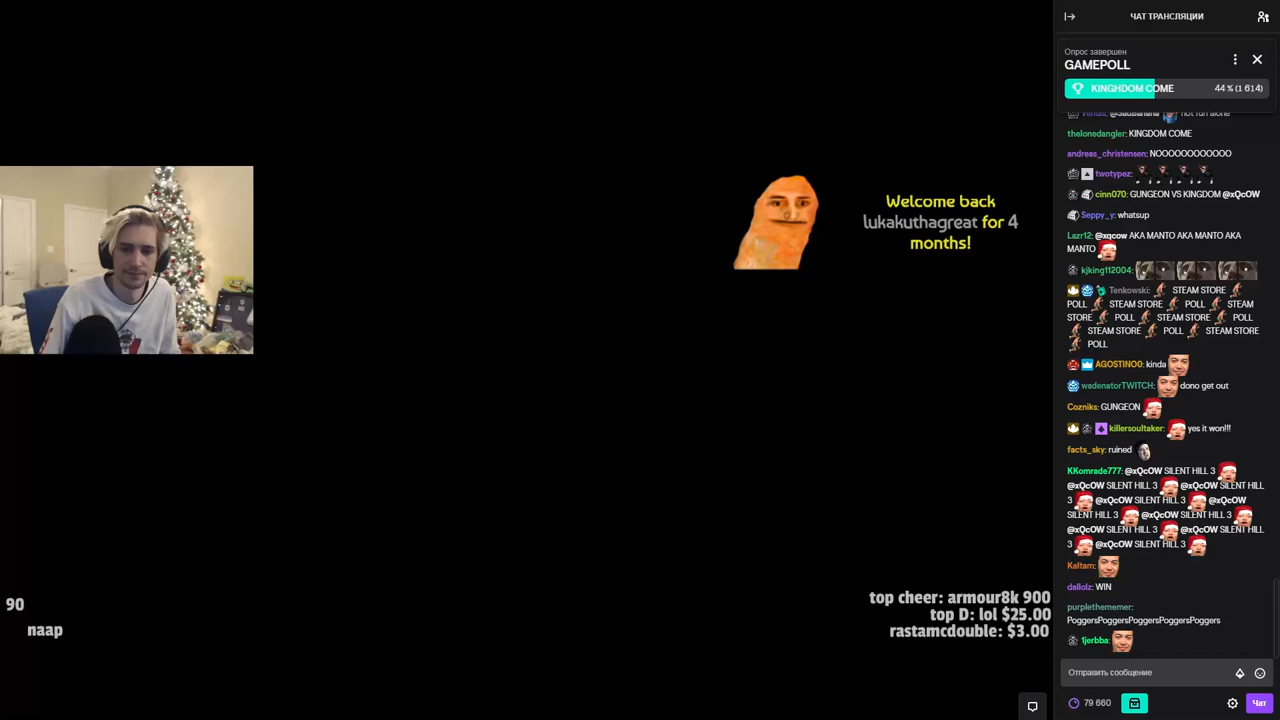 Welcome back
lukakuthagreat for 4
months!
90
naap
top cheer: armour8k 900
top D: lol $25.00
rastamcdouble: $3.00
ЧАТ ТРАНСЛЯЦИИ
Опрос завершен
GAMEPOLL
KINGHDOM COME 44 % (1 614)
not run alone
thelonedangler: KINGDOM COME
andreas_christensen: NOOOOOOOOOOOO
twotypez:
cinn070: GUNGEON VS KINGDOM @xQcOW
Seppy_y: whatsup
Lazr12: @xqcow AKA MANTO AKA MANTO AKA
MANTO
kjking112004:
Tenkowski: STEAM STORE
POLL STEAM STORE POLL STEAM
STORE POLL STEAM STORE POLL
STEAM STORE POLL STEAM STORE
POLL
AGOSTINO0: kinda
wadenatorTWITCH: dono get out
Cozniks: GUNGEON
killersoultaker: yes it won!!!
facts_sky: ruined
KKomrade777: @xQcOW SILENT HILL 3
@xQcOW SILENT HILL 3 @xQcOW SILENT HILL
3 @xQcOW SILENT HILL 3 @xQcOW
SILENT HILL 3 @xQcOW SILENT HILL 3
@xQcOW SILENT HILL 3 @xQcOW SILENT HILL
3 @xQcOW SILENT HILL 3
Kaltam:
dallolz: WIN
purplethememer:
PoggersPoggersPoggersPoggersPoggers
1jerbba:
Отправить сообщение
79 660
Чат